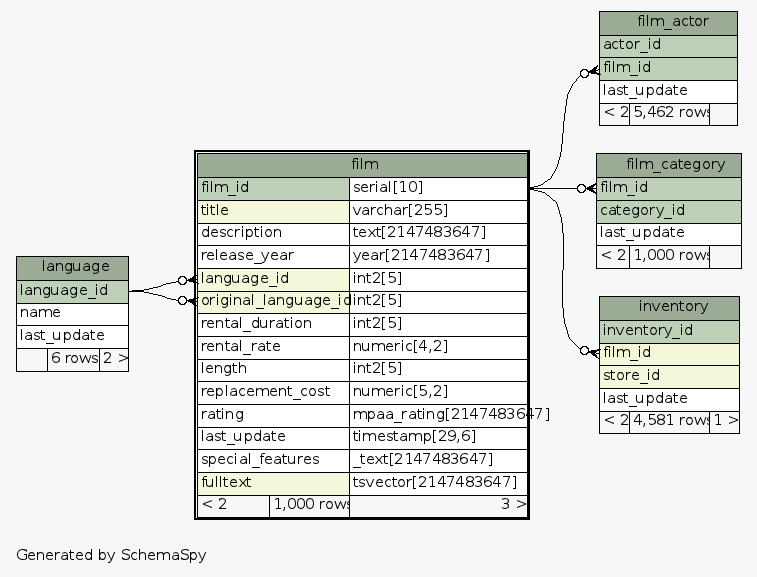 film_actor
actor_id
film_id
last_update
< 2 5,462 rows
film
film_id serial[10]
title varchar[255]
description text[2147483647]
release_year year[2147483647]
language_id int2[5]
original_language_id int2[5]
rental_duration int2[5]
rental_rate numeric[4,2]
length int2[5]
replacement_cost numeric[5,2]
rating mpaa_rating[2147483647]
last_update timestamp[29,6]
special_features _text[2147483647]
fulltext tsvector[2147483647]
< 2 1,000 rows 3 >
film_category
film_id
category_id
last_update
< 2 1,000 rows
language
language_id
name
last_update
6 rows 2 >
inventory
inventory_id
film_id
store_id
last_update
< 2 4,581 rows 1 >
Generated by SchemaSpy